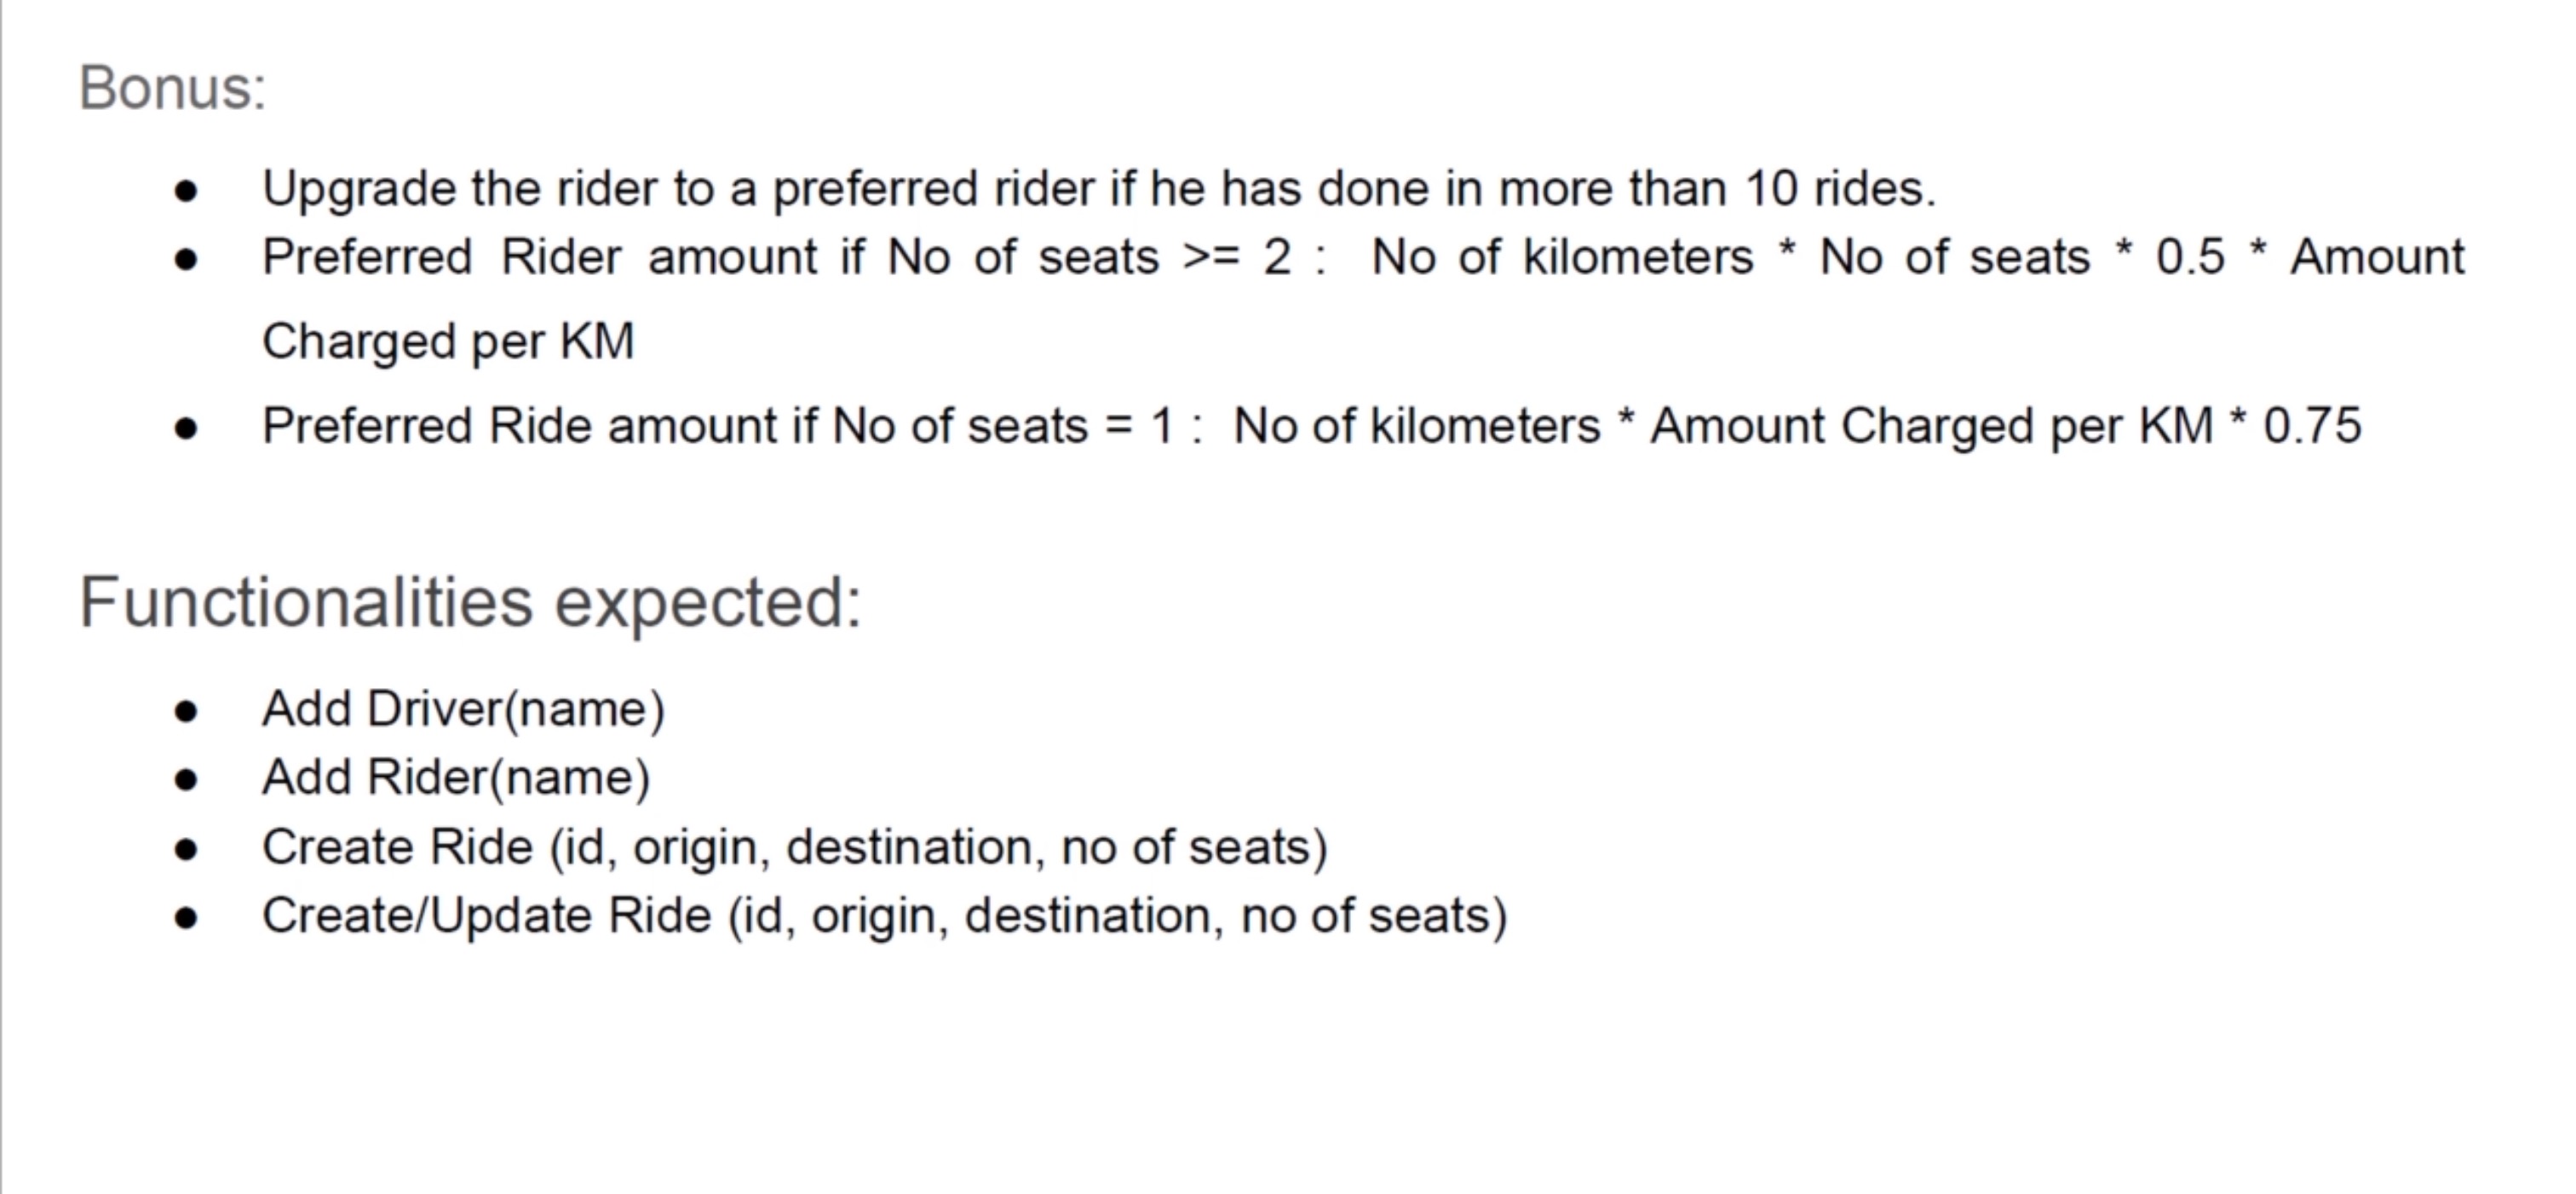 Bonus:
● Upgrade the rider to a preferred rider if he has done in more than 10 rides.
● Preferred Rider amount if No of seats >= 2 : No of kilometers * No of seats * 0.5 * Amount
Charged per KM
● Preferred Ride amount if No of seats = 1 : No of kilometers * Amount Charged per KM * 0.75
Functionalities expected:
● Add Driver(name)
● Add Rider(name)
● Create Ride (id, origin, destination, no of seats)
● Create/Update Ride (id, origin, destination, no of seats)